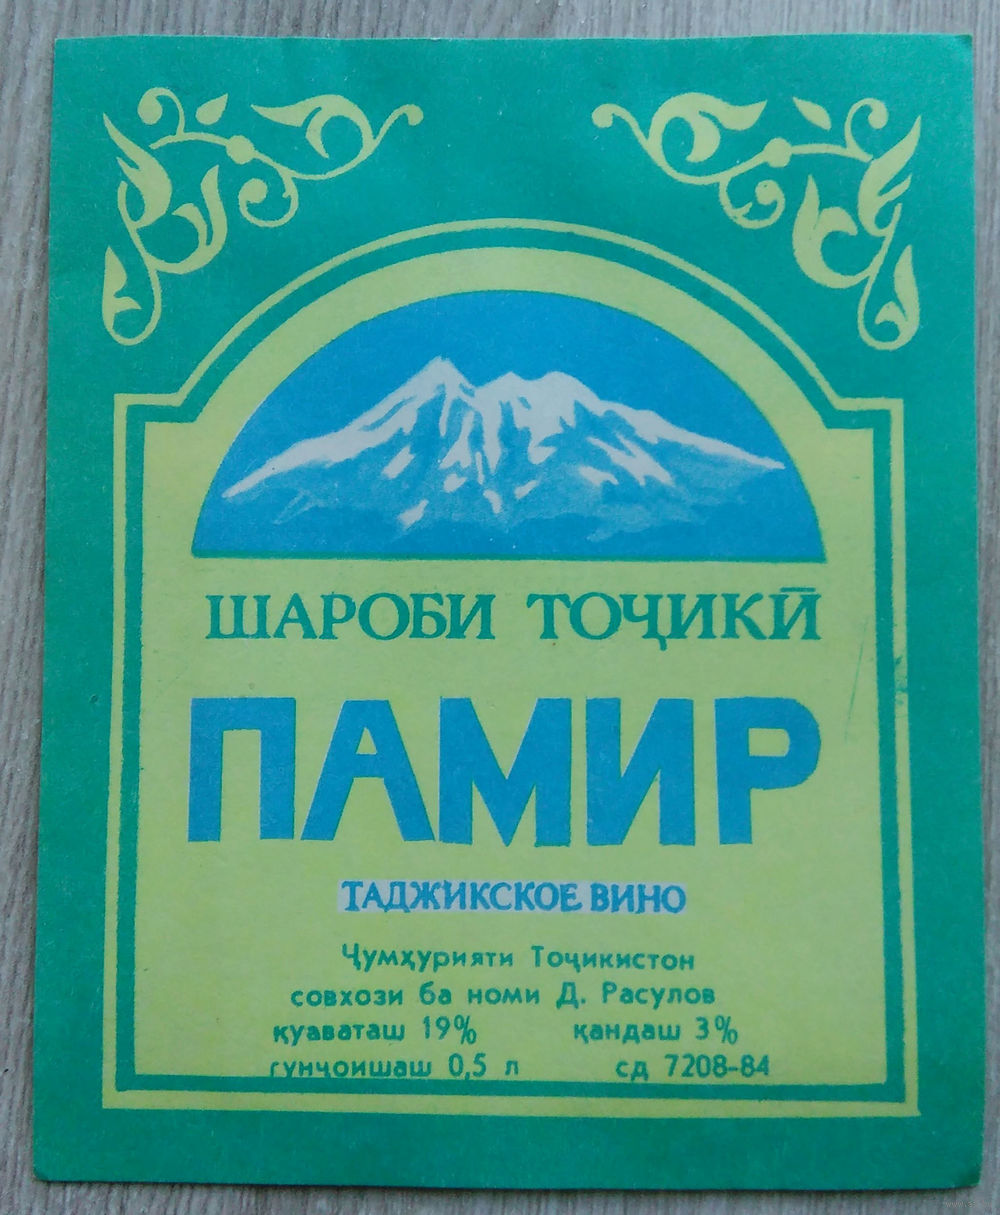 ШАРОБИ ТОҶИКӢ
ПАМИР
ТАДЖИКСКОЕ ВИНО
Ҷумҳурияти Тоҷикистон
совхози ба номи Д. Расулов
қуаваташ 19% қандаш 3%
гунҷоишаш 0,5 л сд 7208-84